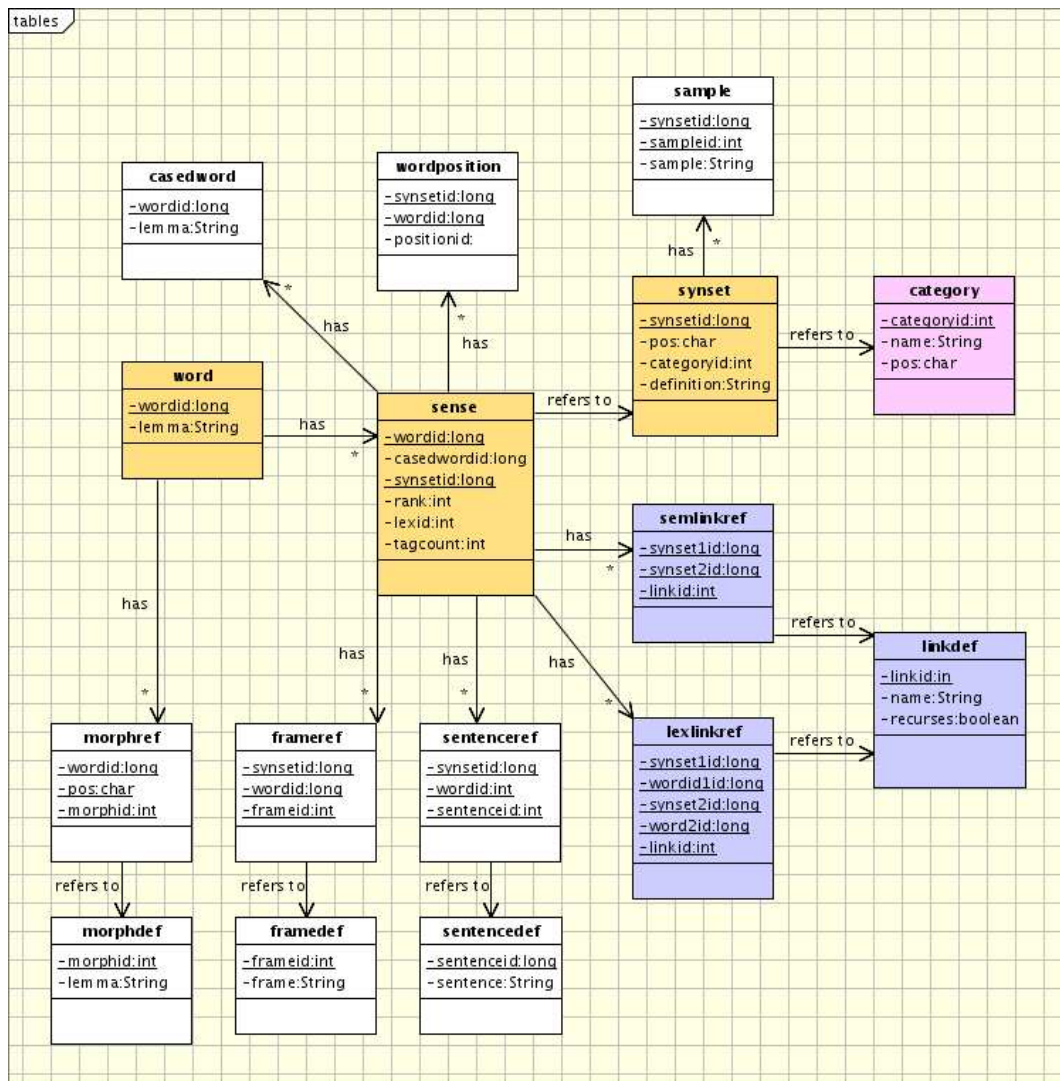 tables
sample
-synsetid:long
-sampleid:int
-sample:String
has
*
casedword
-wordid:long
-lemma:String
*
has
wordposition
-synsetid:long
-wordid:long
-positionid:
*
has
synset
-synsetid:long
-pos:char
-categoryid:int
-definition:String
refers to
category
-categoryid:int
-name:String
-pos:char
word
-wordid:long
-lemma:String
has
*
sense
-wordid:long
-casedwordid:long
-synsetid:long
-rank:int
-lexid:int
-tagcount:int
refers to
has
*
semlinkref
-synset1id:long
-synset2id:long
-linkid:int
refers to
linkdef
-linkid:in
-name:String
-recurses:boolean
has
*
has
*
has
*
has
*
morphref
-wordid:long
-pos:char
-morphid:int
frameref
-synsetid:long
-wordid:long
-frameid:int
sentenceref
-synsetid:long
-wordid:int
-sentenceid:int
lexlinkref
-synset1id:long
-wordid1id:long
-synset2id:long
-word2id:long
-linkid:int
refers to
refers to
refers to
refers to
morphdef
-morphid:int
-lemma:String
framedef
-frameid:int
-frame:String
sentencedef
-sentenceid:long
-sentence:String